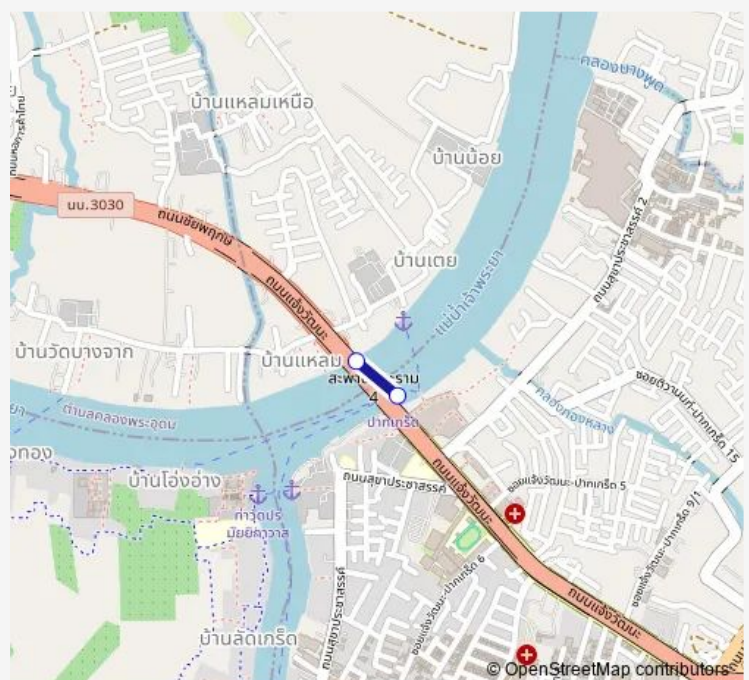 คลองบางพูด
บ้านแหลมเหนือ
บ้านน้อย
นบ.3030
ถนนชัยพฤกษ์
ถนนสุขาประชาสรรค์ 2
บ้านเตย
ถนนแจ้งวัฒนะ
แม่น้ำเจ้าพระยา
บ้านวัดบางจาก
บ้านแหลม
4
ตำบลคลองพระอุดม
ปากเกร็ด
คลองกลางหลวง
ซอยติวานนท์-ปากเกร็ด 15
บ้านโอ่งอ่าง
ถนนสุขาประชาสรรค์
ถนนแจ้งวัฒนะ
ซอยแจ้งวัฒนะ-ปากเกร็ด 5
ท่าวัดปร
มัยยิกาวาส
ซอยแจ้งวัฒนะ-ปากเกร็ด 9/1
ซอยแจ้งวัฒนะ-ปากเกร็ด 6
ถนนสุขาประชาสรรค์
ถนนแจ้งวัฒนะ
บ้านลัดเกร็ด
© OpenStreetMap contributors